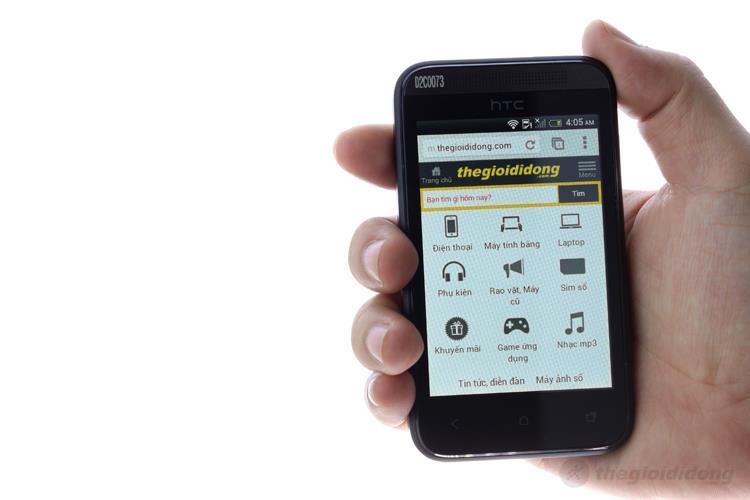 D2C0073
hTC
4:05 AM
m.thegioididong.com
Trang chủ
thegioididong
.com
Menu
Bạn tìm gì hôm nay?
Tìm
Điện thoại
Máy tính bảng
Laptop
Phụ kiện
Rao vặt, Máy
cũ
Sim số
Khuyến mãi
Game ứng
dụng
Nhạc mp3
Tin tức, diễn đàn
Máy ảnh số
thegioididong